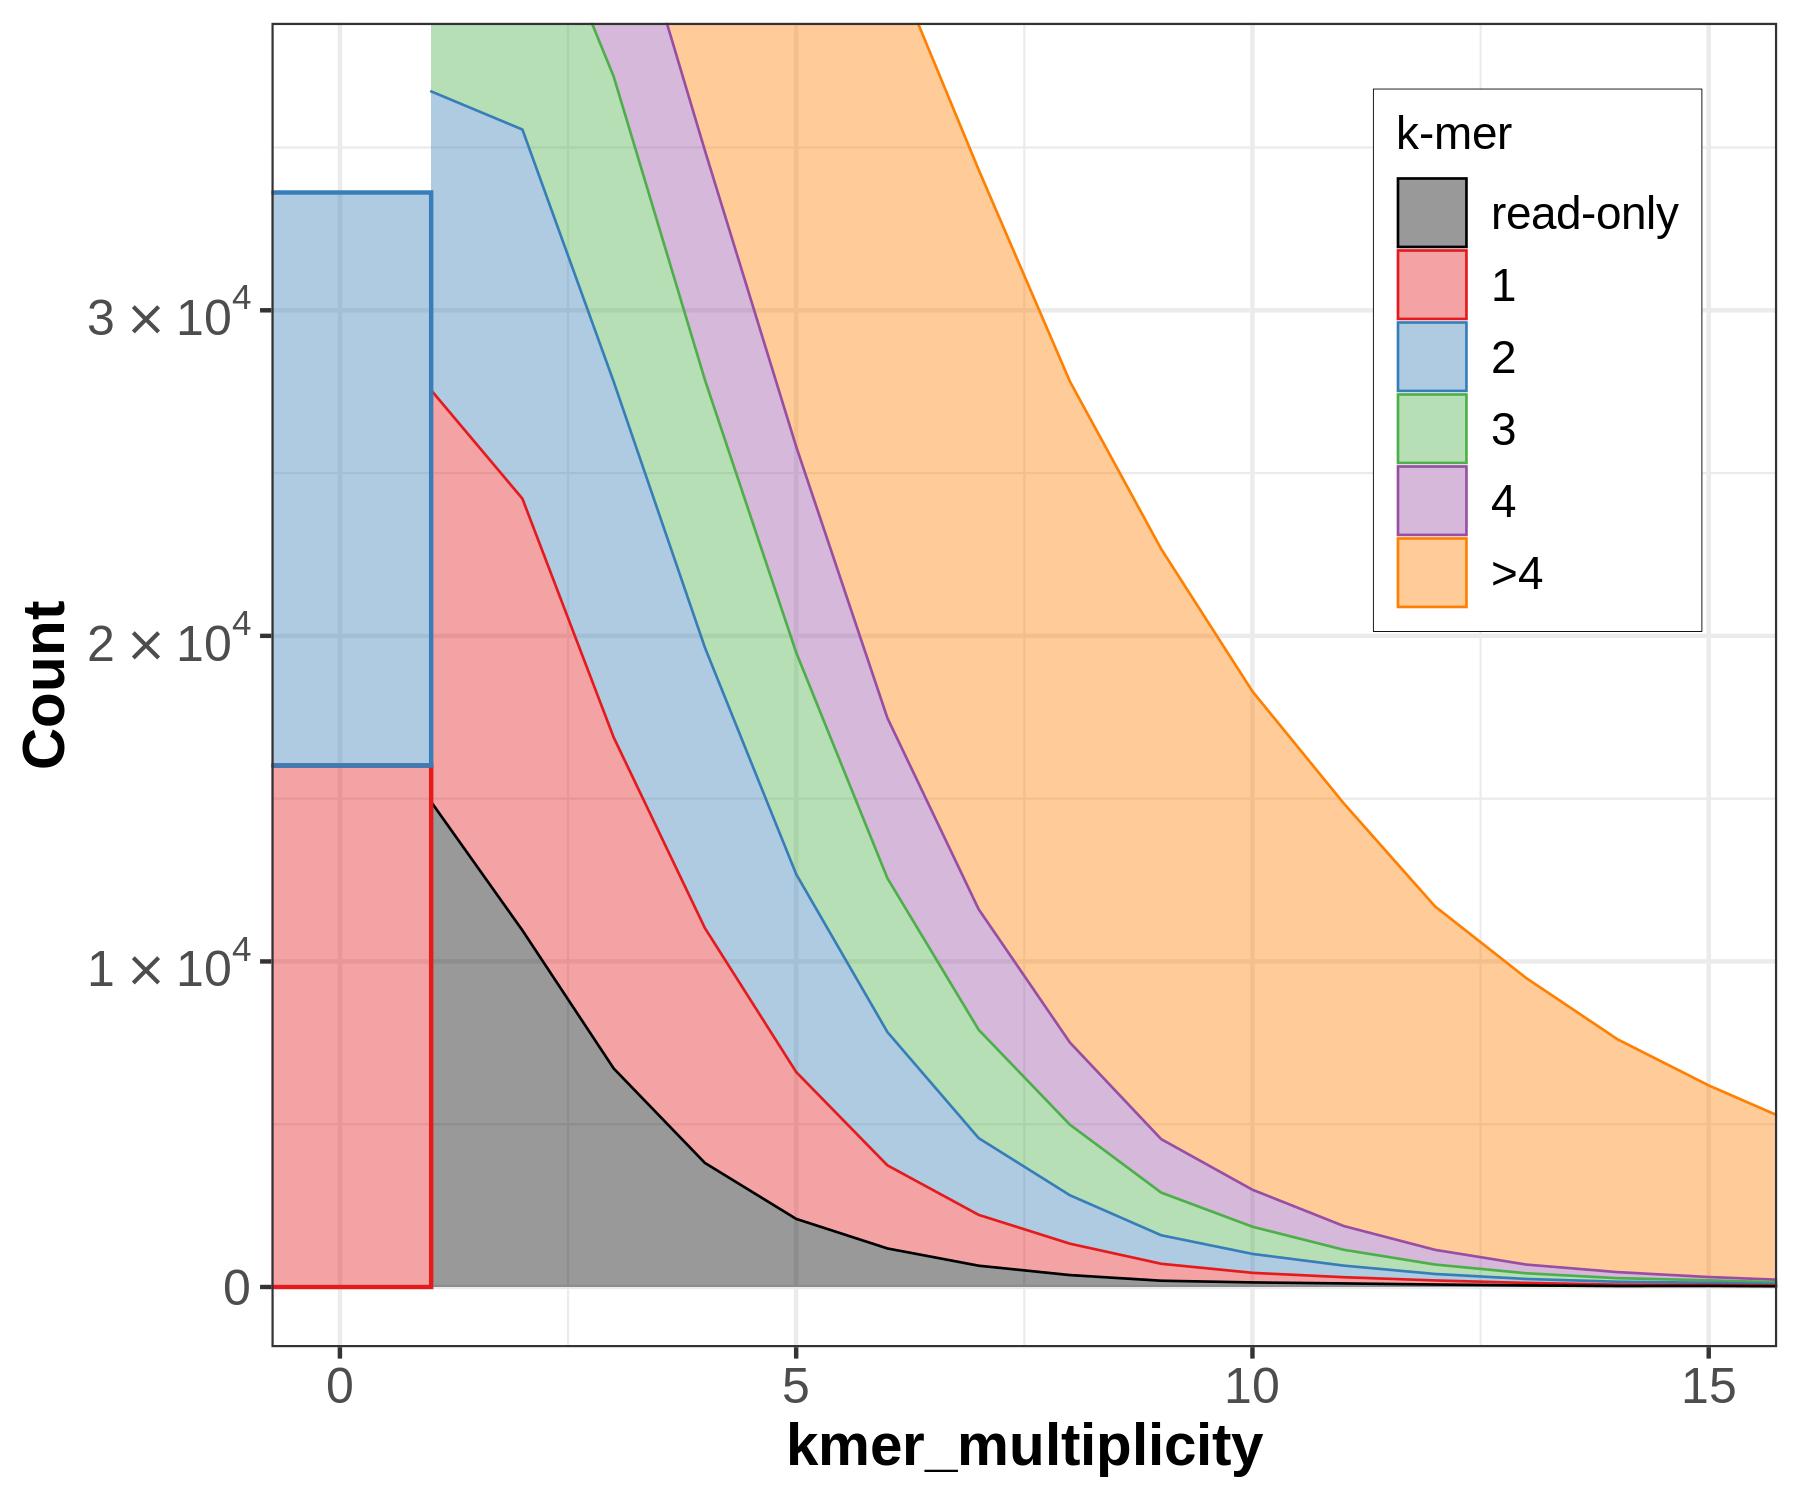 k-mer
read-only
1
2
3
4
>4
3 × 10⁴
2 × 10⁴
1 × 10⁴
0
Count
0 5 10 15
kmer_multiplicity